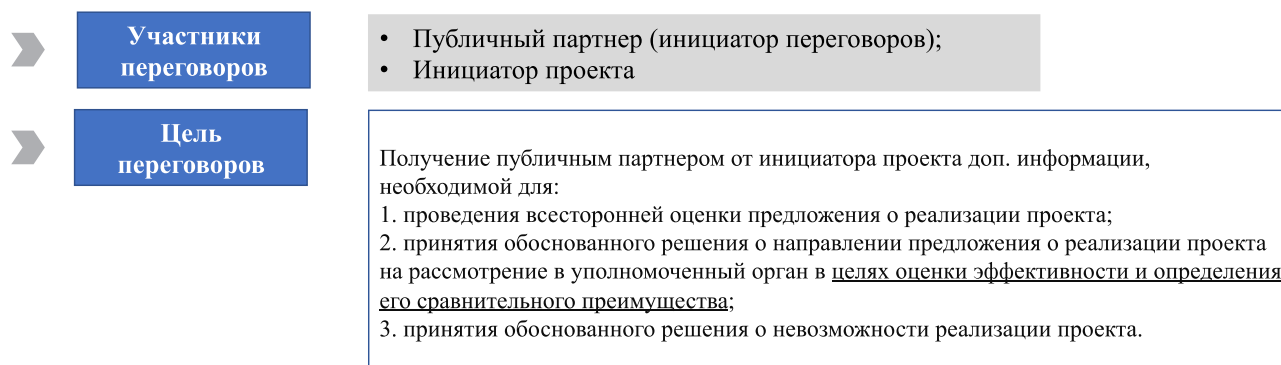 Участники
переговоров
• Публичный партнер (инициатор переговоров);
• Инициатор проекта
Цель
переговоров
Получение публичным партнером от инициатора проекта доп. информации,
необходимой для:
1. проведения всесторонней оценки предложения о реализации проекта;
2. принятия обоснованного решения о направлении предложения о реализации проекта
на рассмотрение в уполномоченный орган в целях оценки эффективности и определения
его сравнительного преимущества;
3. принятия обоснованного решения о невозможности реализации проекта.